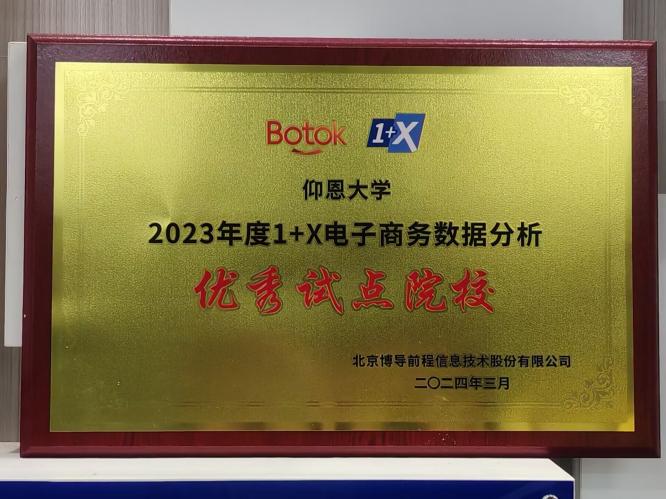 Botok 1+X
仰恩大学
2023年度1+X电子商务数据分析
优秀试点院校
北京博导前程信息技术股份有限公司
二〇二四年三月